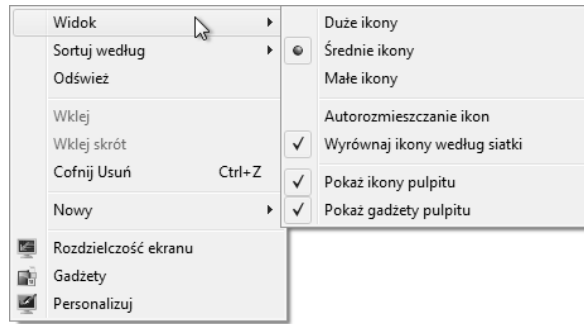 Widok
Sortuj według
Odśwież
Wklej
Wklej skrót
Cofnij Usuń Ctrl+Z
Nowy
Rozdzielczość ekranu
Gadżety
Personalizuj
Duże ikony
Średnie ikony
Małe ikony
Autorozmieszczanie ikon
Wyrównaj ikony według siatki
Pokaż ikony pulpitu
Pokaż gadżety pulpitu